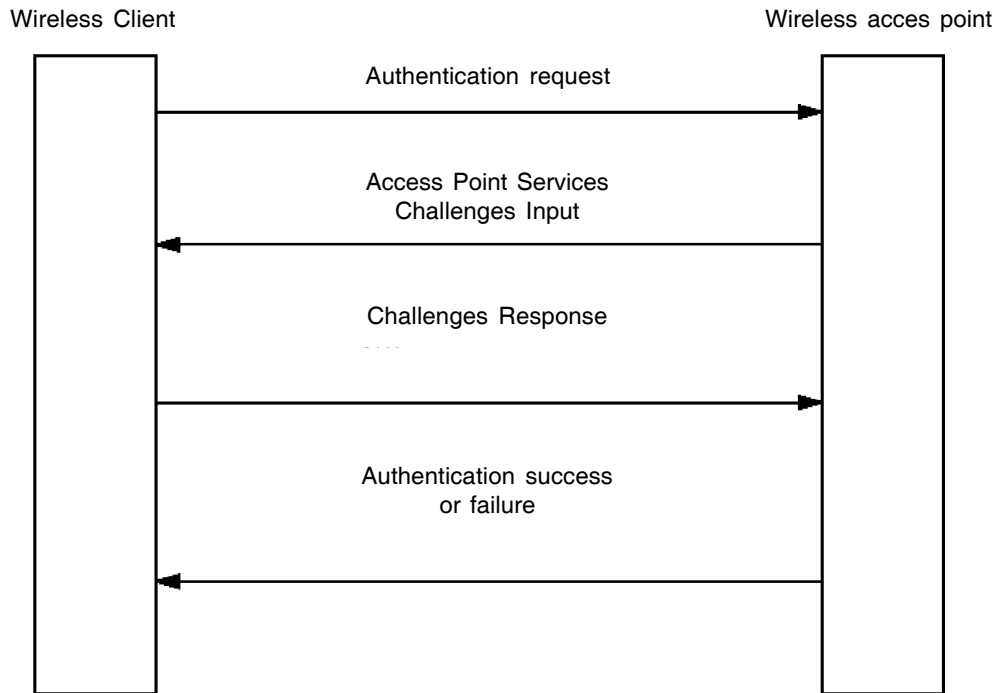 Wireless Client
Wireless acces point
Authentication request
Access Point Services
Challenges Input
Challenges Response
Authentication success
or failure